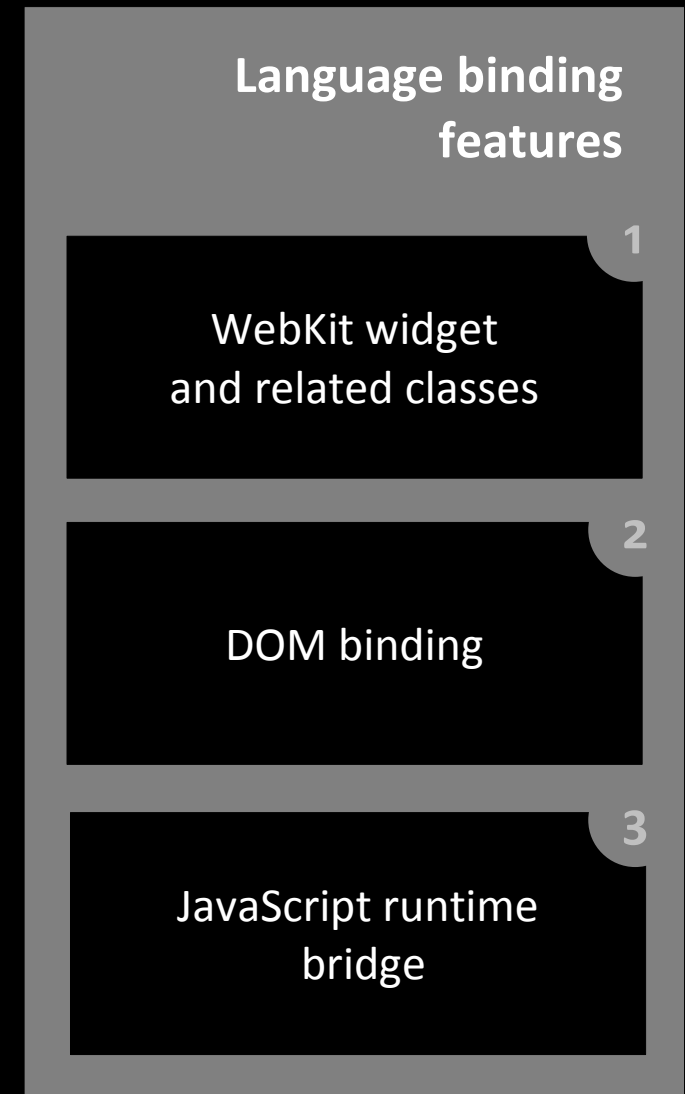 Language binding
features
1
WebKit widget
and related classes
2
DOM binding
3
JavaScript runtime
bridge